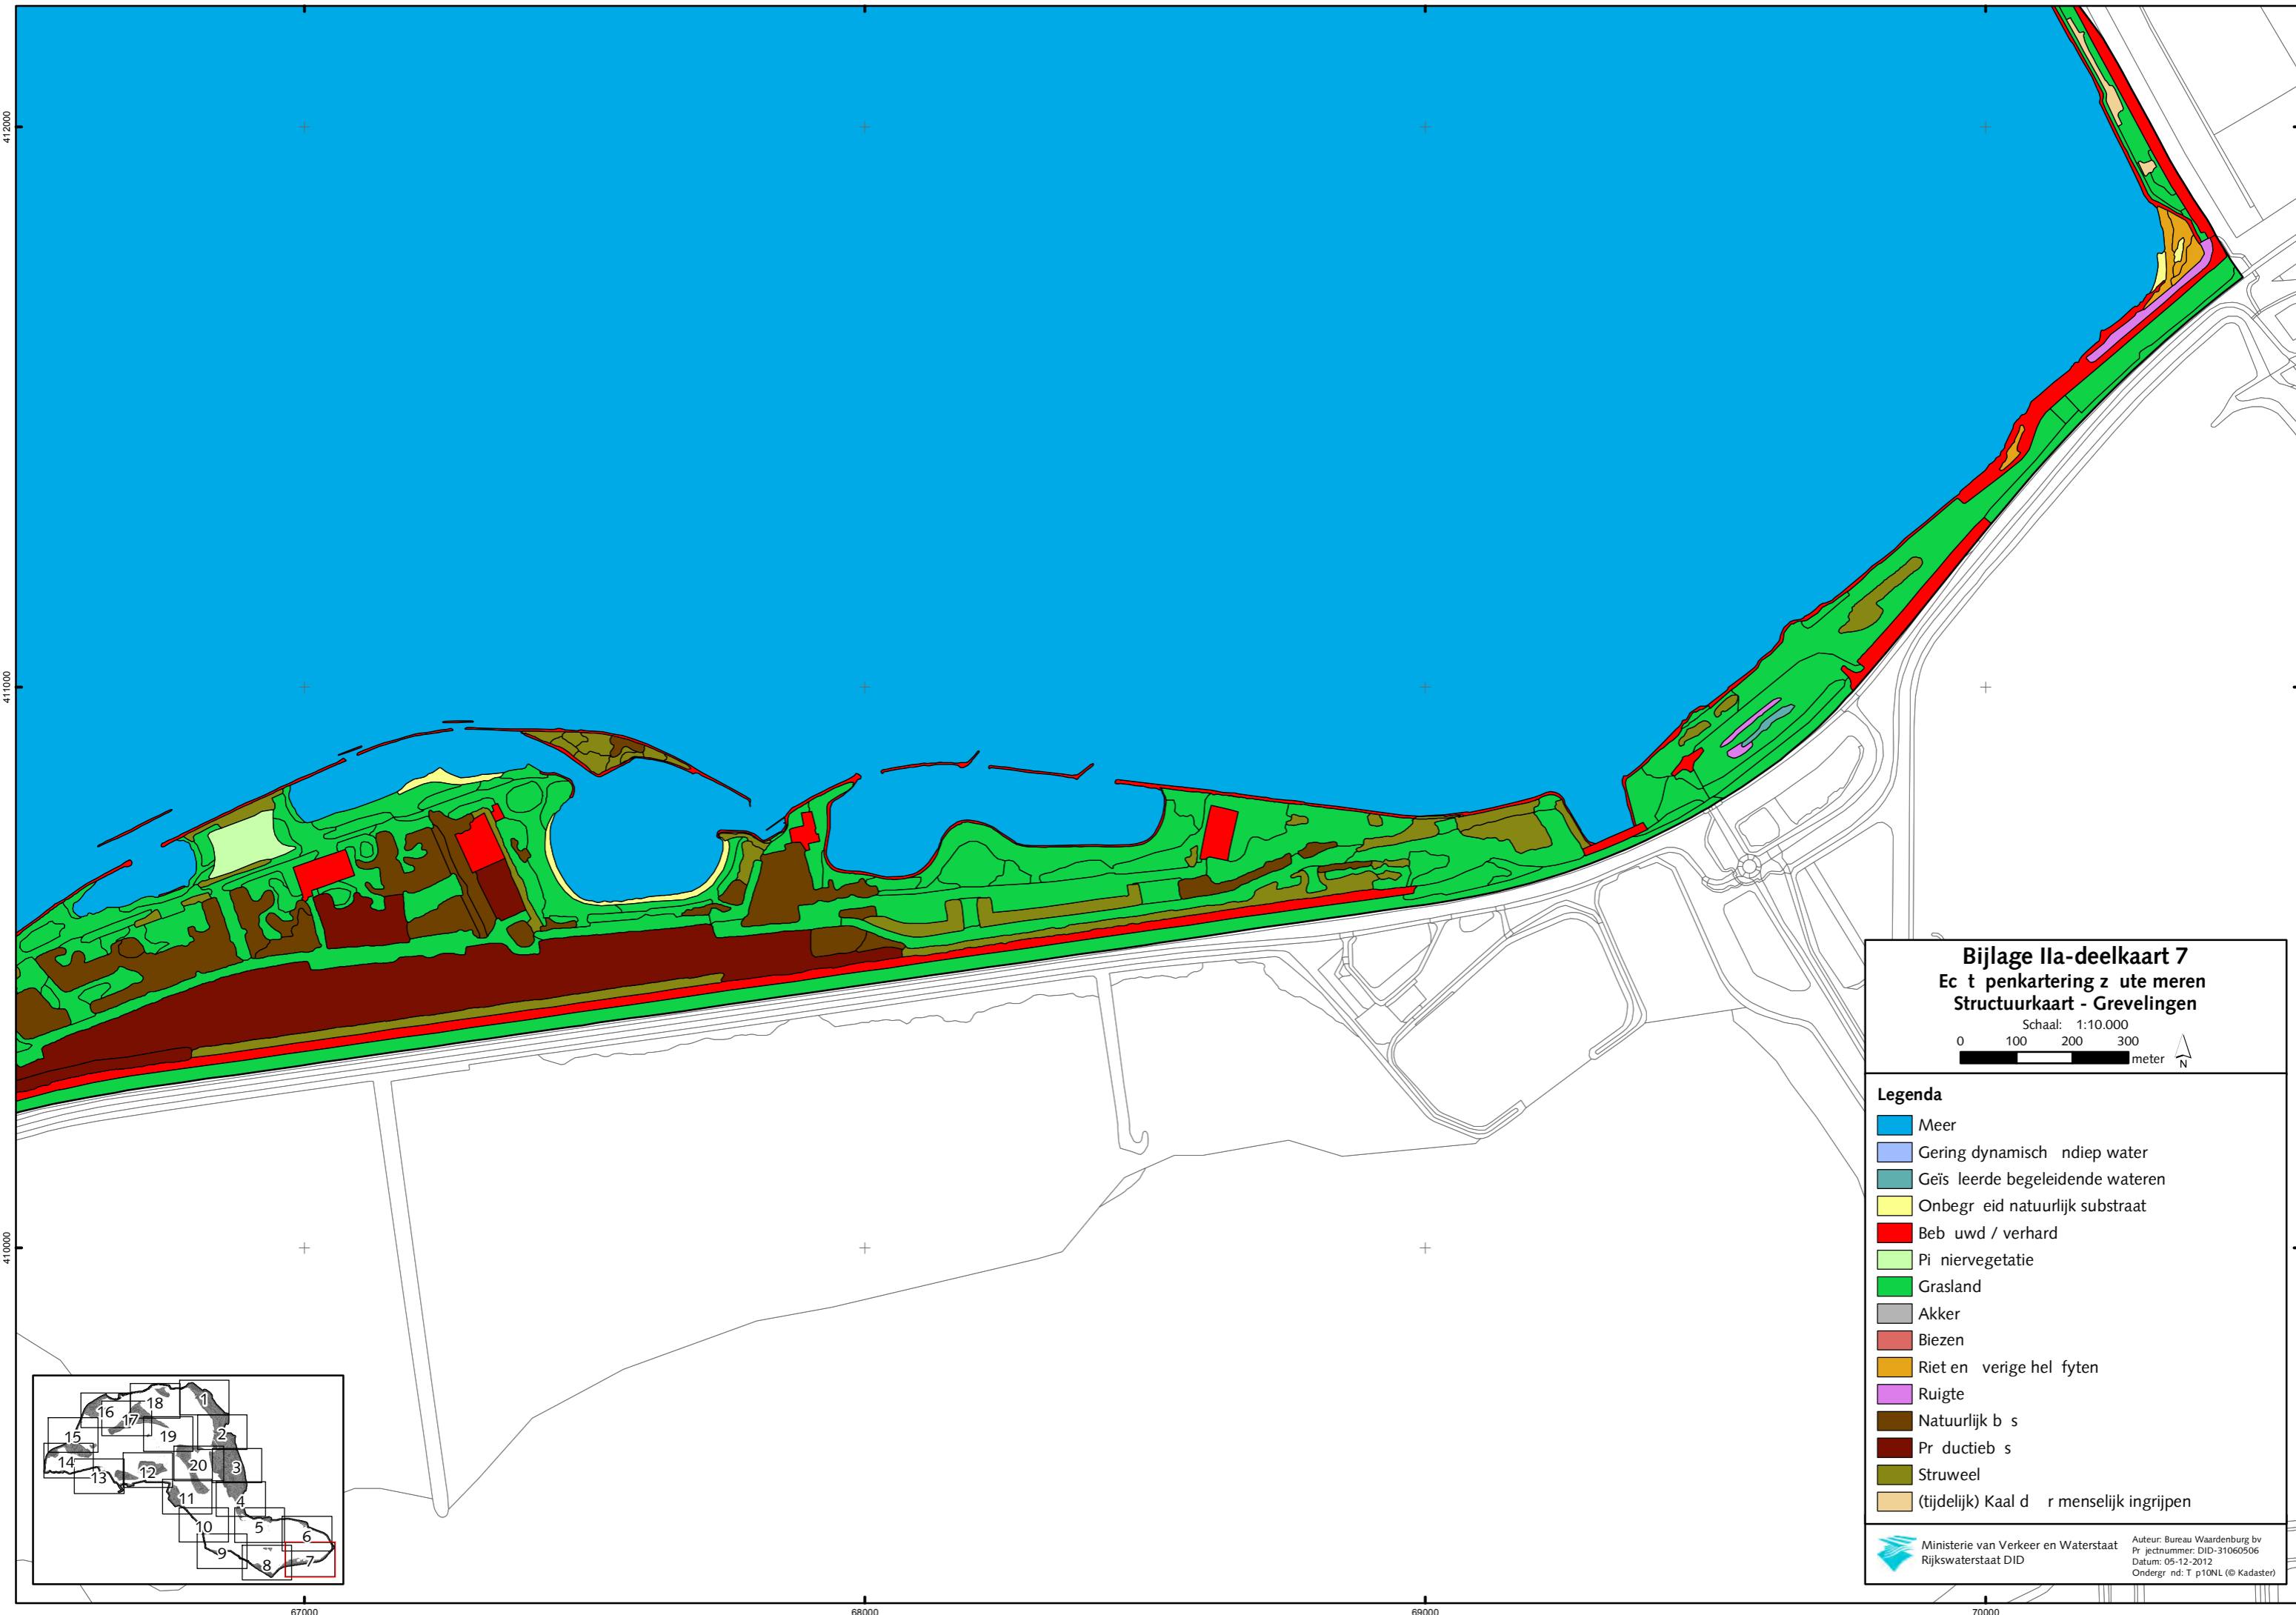 412000
411000
410000
67000
68000
69000
70000
Bijlage IIa-deelkaart 7
Ec t penkartering z ute meren
Structuurkaart - Grevelingen
Schaal: 1:10.000
0 100 200 300
meter
N
Legenda
Meer
Gering dynamisch ndiep water
Geïs leerde begeleidende wateren
Onbegr eid natuurlijk substraat
Beb uwd / verhard
Pi niervegetatie
Grasland
Akker
Biezen
Riet en verige hel fyten
Ruigte
Natuurlijk b s
Pr ductieb s
Struweel
(tijdelijk) Kaal d r menselijk ingrijpen
Ministerie van Verkeer en Waterstaat
Rijkswaterstaat DID
Auteur: Bureau Waardenburg bv
Pr jectnummer: DID-31060506
Datum: 05-12-2012
Ondergr nd: T p10NL (© Kadaster)
1
2
3
4
5
6
7
8
9
10
11
12
13
14
15
16
17
18
19
20